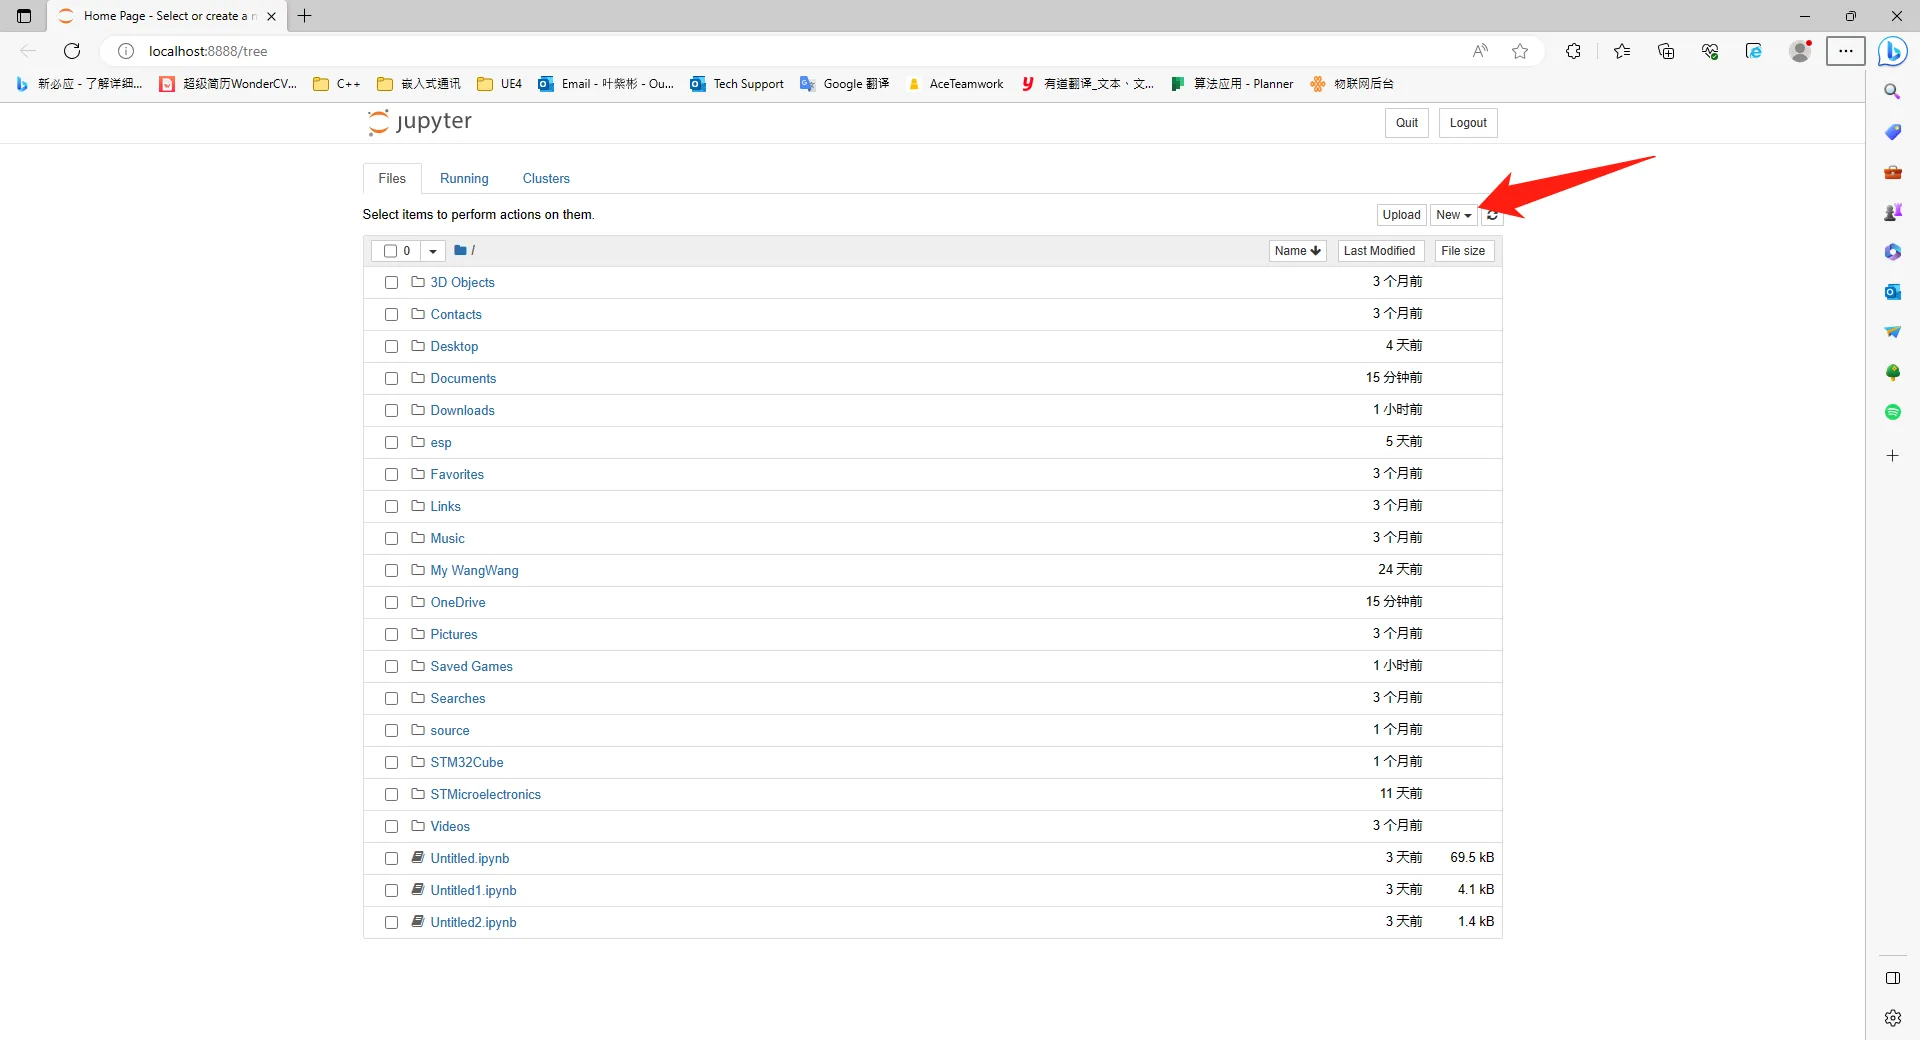 Home Page - Select or create a n
localhost:8888/tree
新必应 - 了解详细... 超级简历WonderCV... C++ 嵌入式通讯 UE4 Email - 叶紫彬 - Ou... Tech Support Google 翻译 AceTeamwork 有道翻译_文本、文... 算法应用 - Planner 物联网后台
jupyter Quit Logout
Files Running Clusters
Select items to perform actions on them. Upload New
0 / Name Last Modified File size
3D Objects 3 个月前
Contacts 3 个月前
Desktop 4 天前
Documents 15 分钟前
Downloads 1 小时前
esp 5 天前
Favorites 3 个月前
Links 3 个月前
Music 3 个月前
My WangWang 24 天前
OneDrive 15 分钟前
Pictures 3 个月前
Saved Games 1 小时前
Searches 3 个月前
source 1 个月前
STM32Cube 1 个月前
STMicroelectronics 11 天前
Videos 3 个月前
Untitled.ipynb 3 天前 69.5 kB
Untitled1.ipynb 3 天前 4.1 kB
Untitled2.ipynb 3 天前 1.4 kB